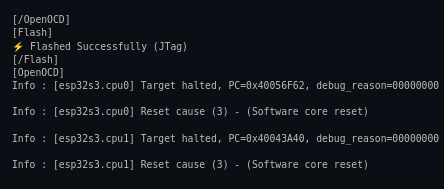 [/OpenOCD]
[Flash]
⚡ Flashed Successfully (JTag)
[/Flash]
[OpenOCD]
Info : [esp32s3.cpu0] Target halted, PC=0x40056F62, debug_reason=00000000
Info : [esp32s3.cpu0] Reset cause (3) - (Software core reset)
Info : [esp32s3.cpu1] Target halted, PC=0x40043A40, debug_reason=00000000
Info : [esp32s3.cpu1] Reset cause (3) - (Software core reset)